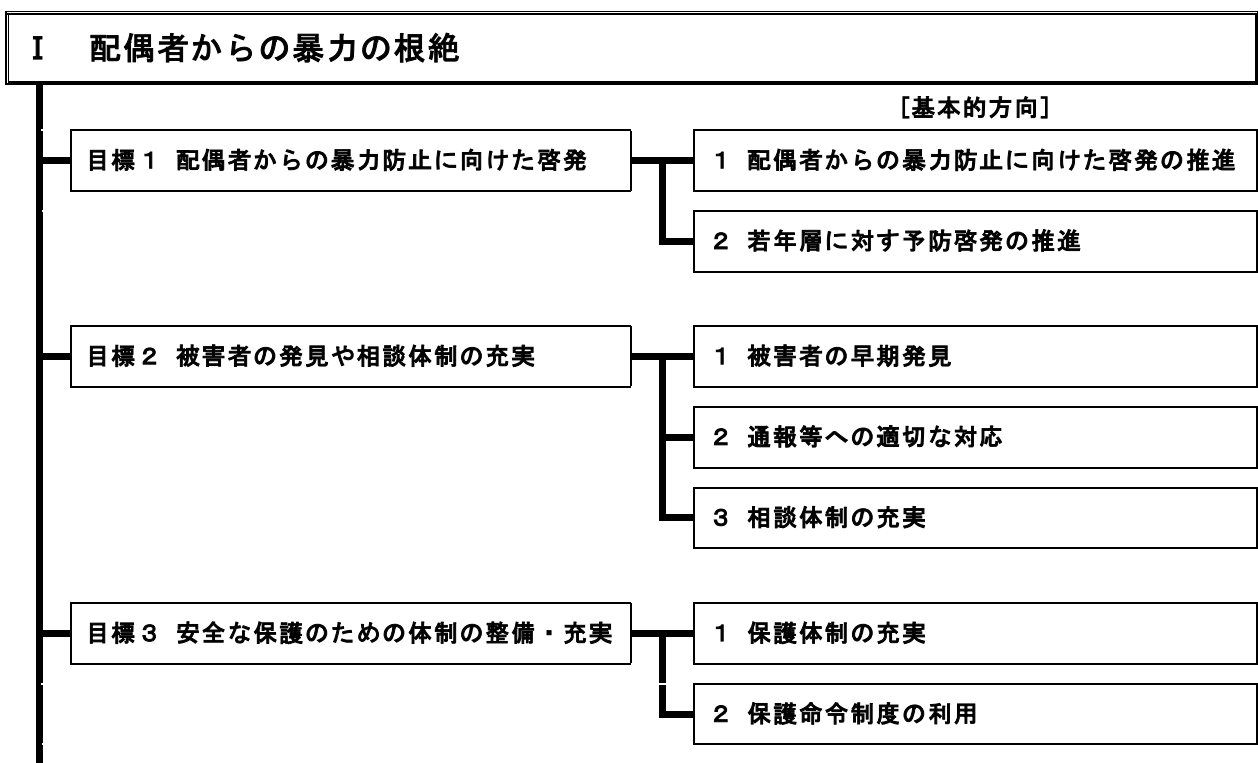 Ⅰ 配偶者からの暴力の根絶
[基本的方向]
目標１ 配偶者からの暴力防止に向けた啓発
１ 配偶者からの暴力防止に向けた啓発の推進
２ 若年層に対す予防啓発の推進
目標２ 被害者の発見や相談体制の充実
１ 被害者の早期発見
２ 通報等への適切な対応
３ 相談体制の充実
目標３ 安全な保護のための体制の整備・充実
１ 保護体制の充実
２ 保護命令制度の利用